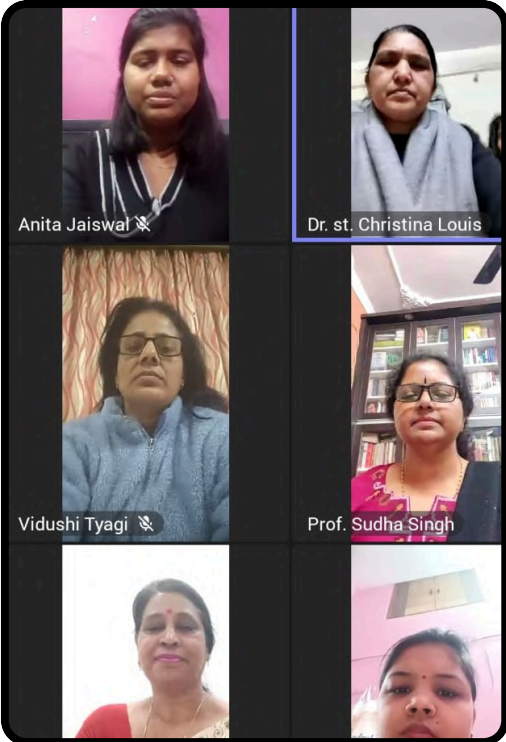 Anita Jaiswal
Dr. st. Christina Louis
Vidushi Tyagi
Prof. Sudha Singh